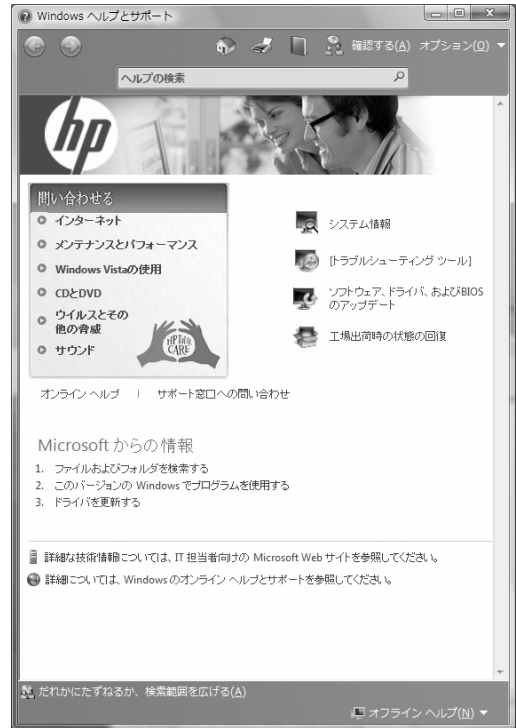 Windows ヘルプとサポート
確認する(A) オプション(O)
ヘルプの検索
hp
問い合わせる
インターネット
メンテナンスとパフォーマンス
Windows Vistaの使用
CDとDVD
ウイルスとその
他の脅威
サウンド
HP Total
CARE
システム情報
[トラブルシューティング ツール]
ソフトウェア、ドライバ、およびBIOS
のアップデート
工場出荷時の状態の回復
オンライン ヘルプ | サポート窓口への問い合わせ
Microsoft からの情報
1. ファイルおよびフォルダを検索する
2. このバージョンの Windows でプログラムを使用する
3. ドライバを更新する
詳細な技術情報については、IT 担当者向けの Microsoft Web サイトを参照してください。
詳細については、Windows のオンライン ヘルプとサポートを参照してください。
だれかにたずねるか、検索範囲を広げる(A)
オフライン ヘルプ(N)